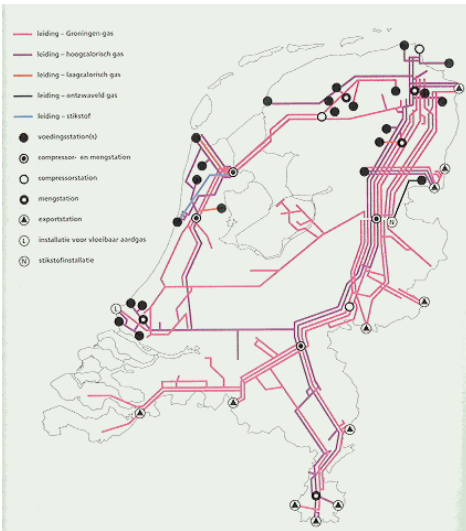 leiding – Groningen-gas
leiding – hoogcalorisch gas
leiding – laagcalorisch gas
leiding – ontzwaveld gas
leiding – stikstof
voedingsstation(s)
compressor- en mengstation
compressorstation
mengstation
exportstation
L installatie voor vloeibaar aardgas
N stikstofinstallatie
N
L